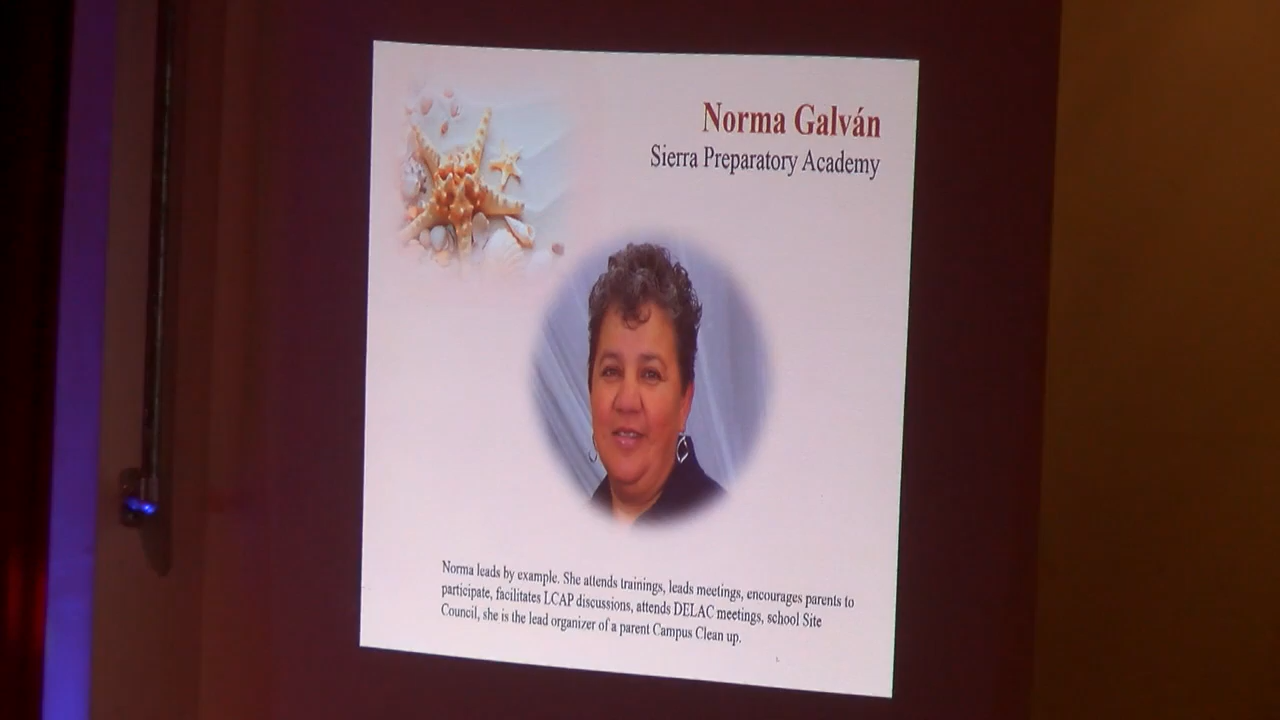 Norma Galván
Sierra Preparatory Academy
Norma leads by example. She attends trainings, leads meetings, encourages parents to
participate, facilitates LCAP discussions, attends DELAC meetings, school Site
Council, she is the lead organizer of a parent Campus Clean up.